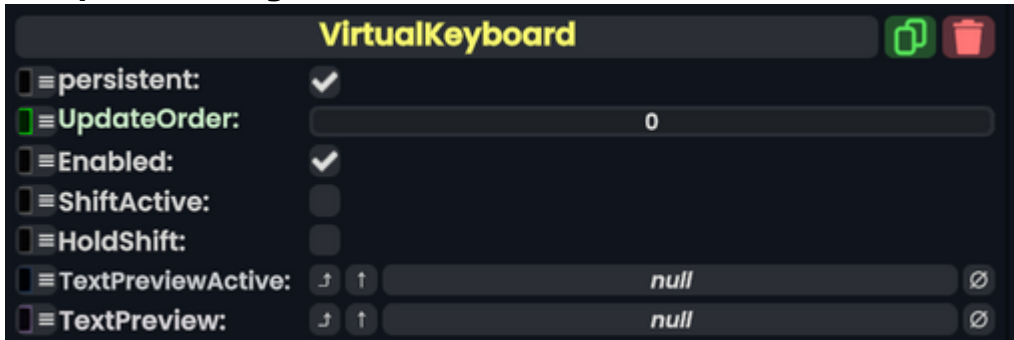 VirtualKeyboard
persistent:
UpdateOrder: 0
Enabled:
ShiftActive:
HoldShift:
TextPreviewActive: null
TextPreview: null